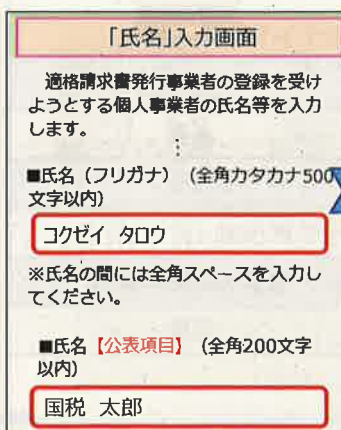 「氏名」入力画面
適格請求書発行事業者の登録を受け
ようとする個人事業者の氏名等を入力
します。
⋮
■氏名（フリガナ）（全角カタカナ500
文字以内）
コクゼイ タロウ
※氏名の間には全角スペースを入力し
てください。
■氏名【公表項目】（全角200文字
以内）
国税 太郎